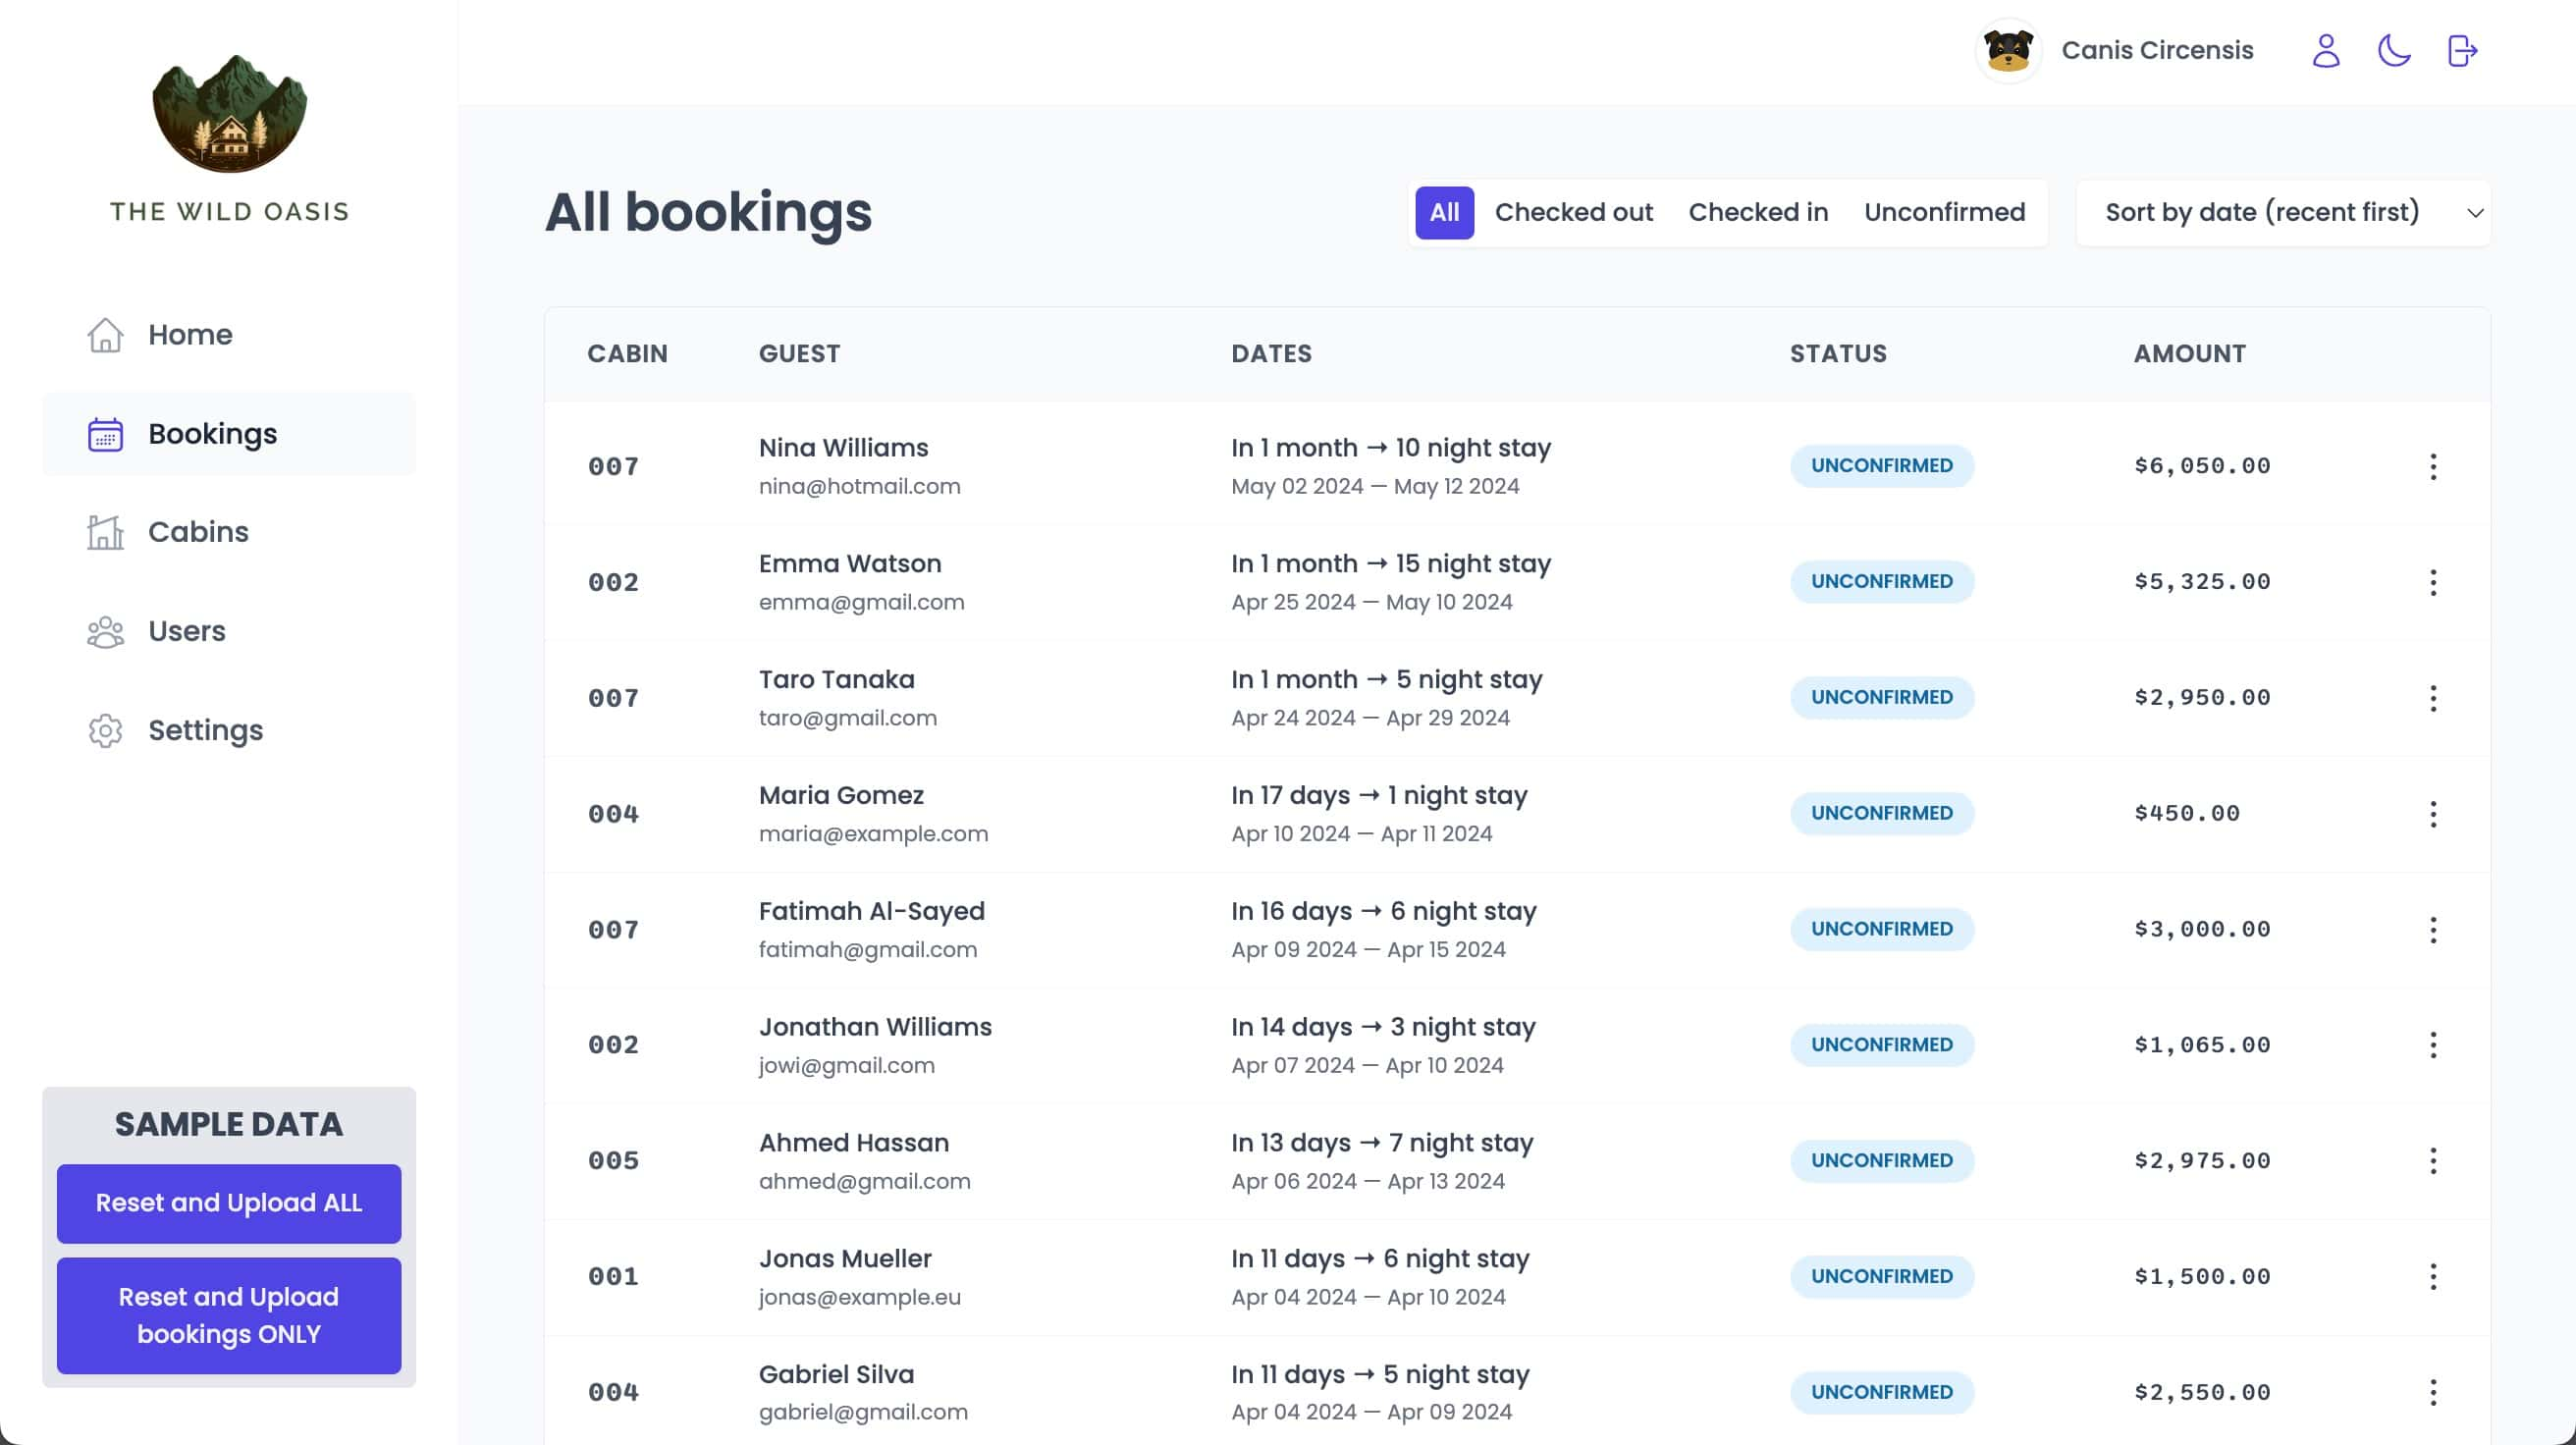 THE WILD OASIS
Home
Bookings
Cabins
Users
Settings
SAMPLE DATA
Reset and Upload ALL
Reset and Upload
bookings ONLY
Canis Circensis
All bookings
All Checked out Checked in Unconfirmed
Sort by date (recent first)
CABIN GUEST DATES STATUS AMOUNT
007 Nina Williams In 1 month → 10 night stay UNCONFIRMED $6,050.00
nina@hotmail.com May 02 2024 — May 12 2024
002 Emma Watson In 1 month → 15 night stay UNCONFIRMED $5,325.00
emma@gmail.com Apr 25 2024 — May 10 2024
007 Taro Tanaka In 1 month → 5 night stay UNCONFIRMED $2,950.00
taro@gmail.com Apr 24 2024 — Apr 29 2024
004 Maria Gomez In 17 days → 1 night stay UNCONFIRMED $450.00
maria@example.com Apr 10 2024 — Apr 11 2024
007 Fatimah Al-Sayed In 16 days → 6 night stay UNCONFIRMED $3,000.00
fatimah@gmail.com Apr 09 2024 — Apr 15 2024
002 Jonathan Williams In 14 days → 3 night stay UNCONFIRMED $1,065.00
jowi@gmail.com Apr 07 2024 — Apr 10 2024
005 Ahmed Hassan In 13 days → 7 night stay UNCONFIRMED $2,975.00
ahmed@gmail.com Apr 06 2024 — Apr 13 2024
001 Jonas Mueller In 11 days → 6 night stay UNCONFIRMED $1,500.00
jonas@example.eu Apr 04 2024 — Apr 10 2024
004 Gabriel Silva In 11 days → 5 night stay UNCONFIRMED $2,550.00
gabriel@gmail.com Apr 04 2024 — Apr 09 2024